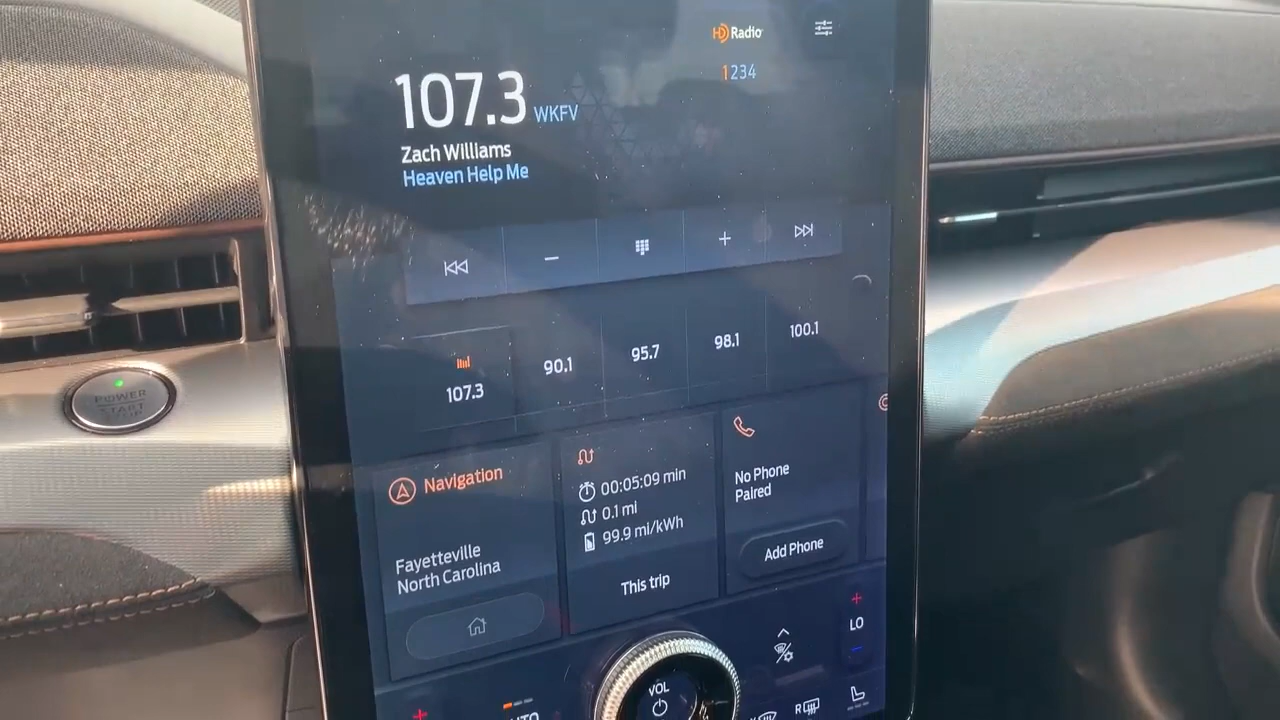 HD Radio
1234
107.3 WKFV
Zach Williams
Heaven Help Me
107.3
90.1
95.7
98.1
100.1
POWER
START
STOP
Navigation
Fayetteville
North Carolina
00:05:09 min
0.1 mi
99.9 mi/kWh
This trip
No Phone
Paired
Add Phone
LO
VOL
AUTO
R